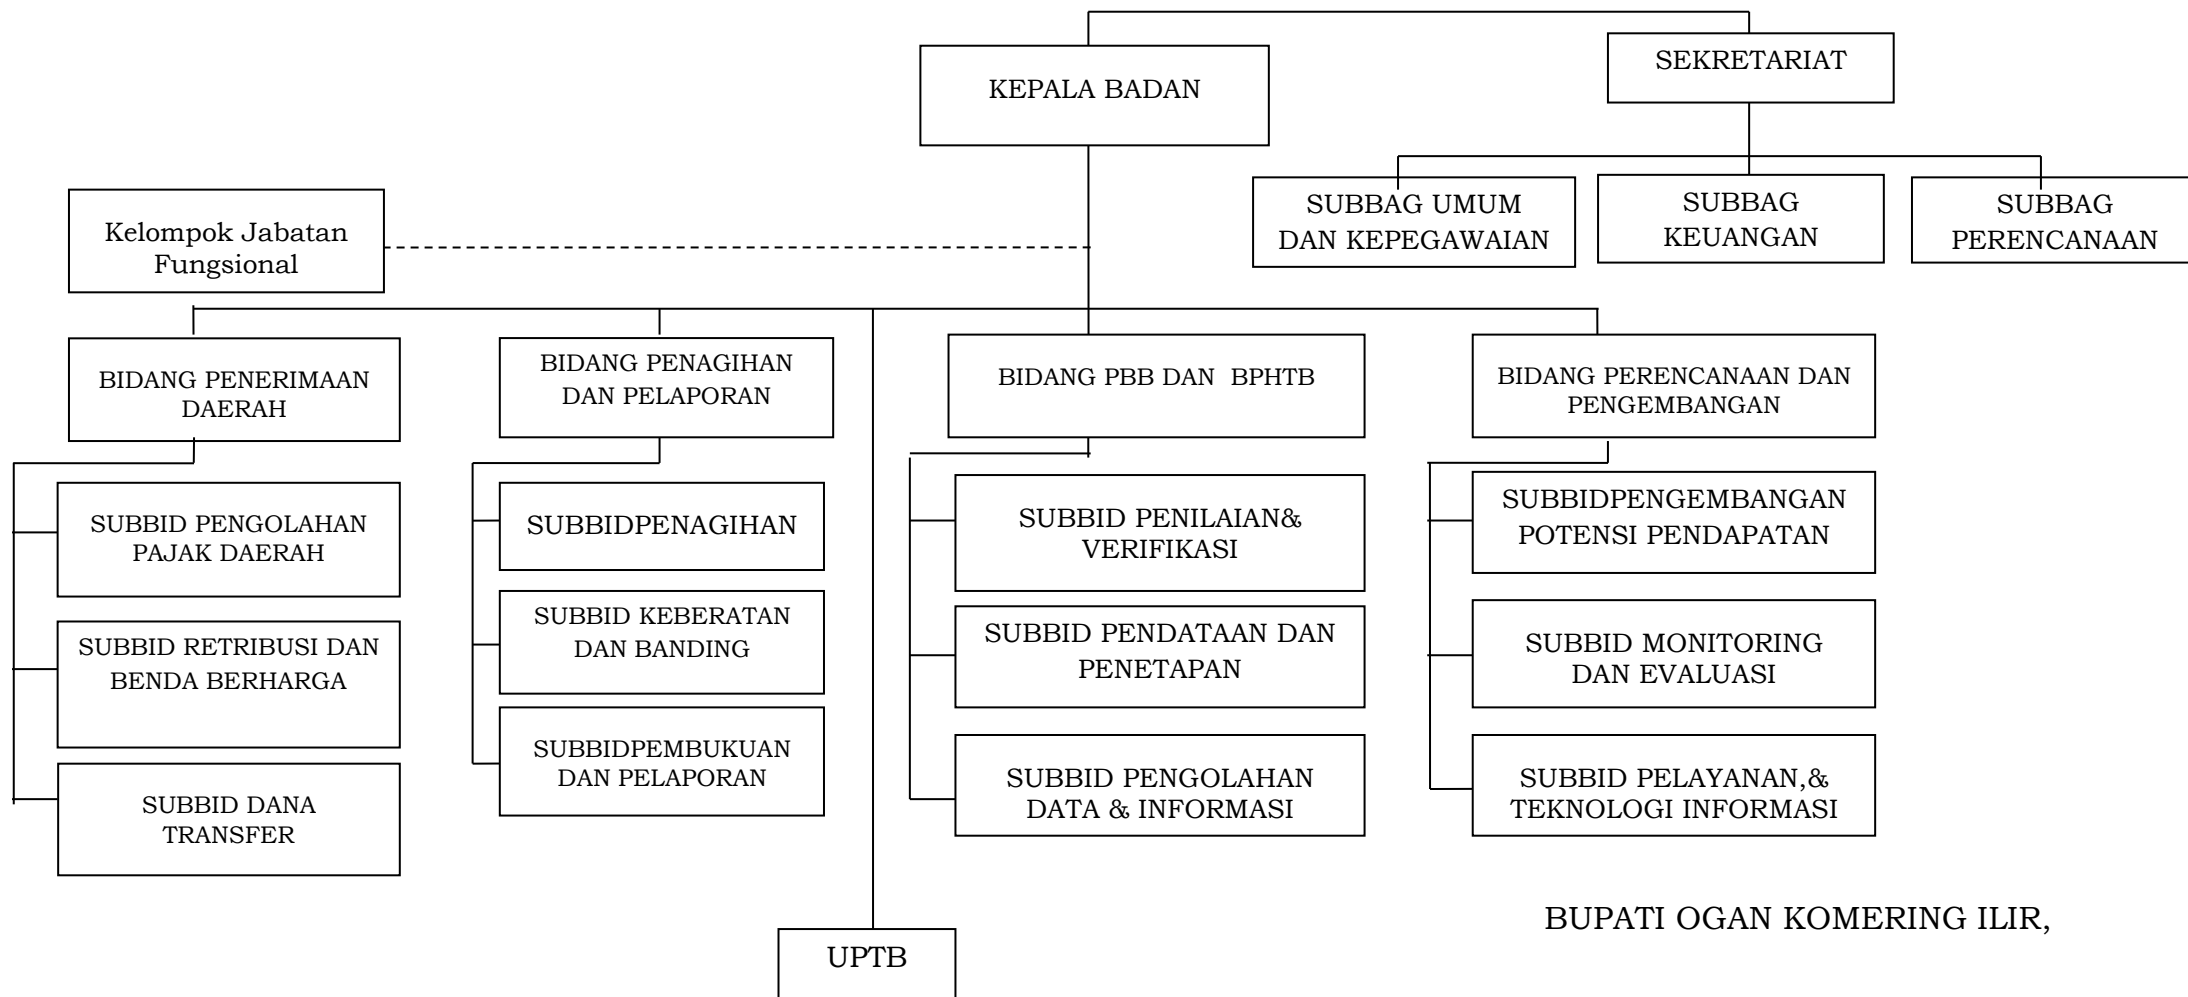 KEPALA BADAN
SEKRETARIAT
SUBBAG UMUM
DAN KEPEGAWAIAN
SUBBAG
KEUANGAN
SUBBAG
PERENCANAAN
Kelompok Jabatan
Fungsional
BIDANG PENERIMAAN
DAERAH
BIDANG PENAGIHAN
DAN PELAPORAN
BIDANG PBB DAN  BPHTB
BIDANG PERENCANAAN DAN
PENGEMBANGAN
SUBBID PENGOLAHAN
PAJAK DAERAH
SUBBID RETRIBUSI DAN
BENDA BERHARGA
SUBBID DANA
TRANSFER
SUBBIDPENAGIHAN
SUBBID KEBERATAN
DAN BANDING
SUBBIDPEMBUKUAN
DAN PELAPORAN
SUBBID PENILAIAN&
VERIFIKASI
SUBBID PENDATAAN DAN
PENETAPAN
SUBBID PENGOLAHAN
DATA & INFORMASI
SUBBIDPENGEMBANGAN
POTENSI PENDAPATAN
SUBBID MONITORING
DAN EVALUASI
SUBBID PELAYANAN,&
TEKNOLOGI INFORMASI
UPTB
BUPATI OGAN KOMERING ILIR,